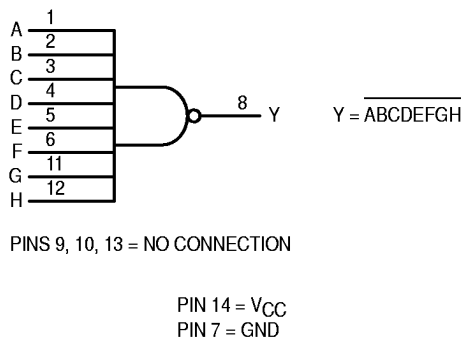 A 1
B 2
C 3
D 4
E 5
F 6
G 11
H 12
8 Y
Y = ABCDEFGH
PINS 9, 10, 13 = NO CONNECTION
PIN 14 = VCC
PIN 7 = GND